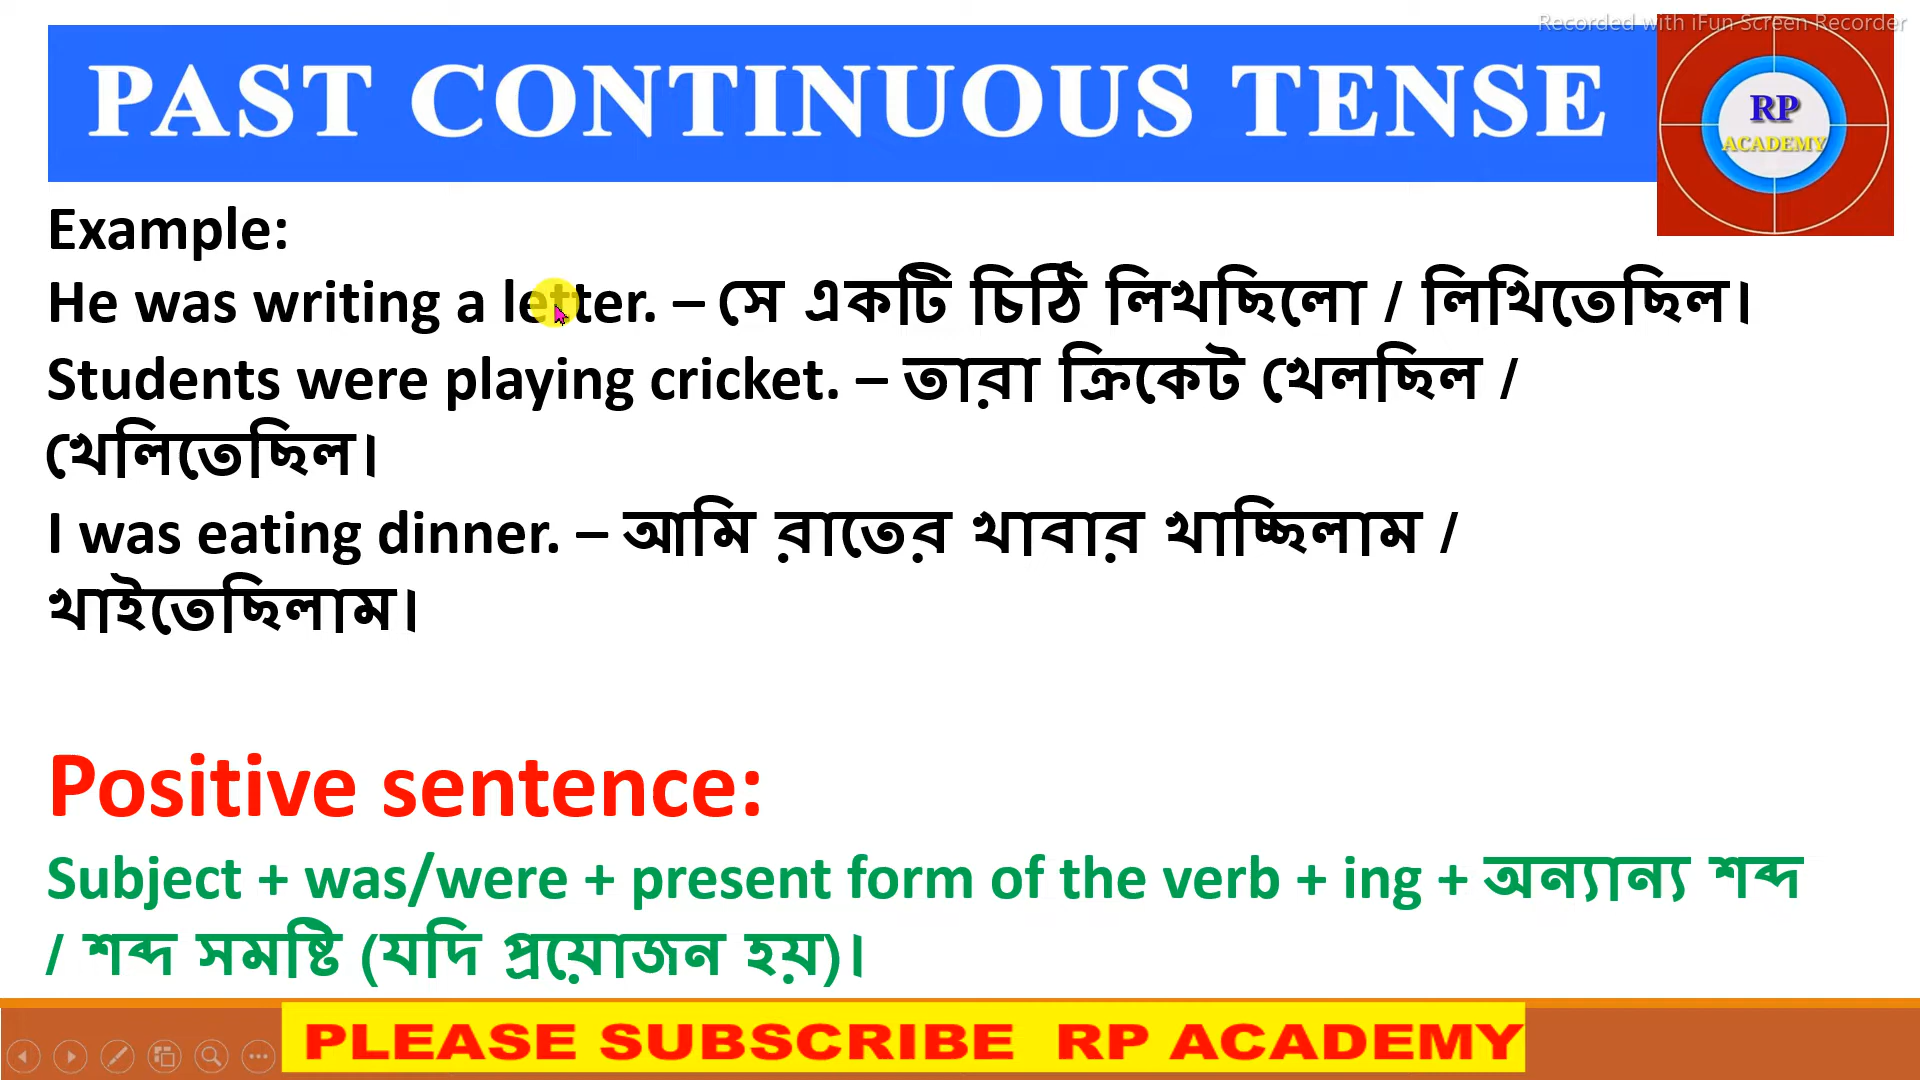 Recorded with iFun Screen Recorder
PAST CONTINUOUS TENSE
RP
ACADEMY
Example:
He was writing a letter. – সে একটি চিঠি লিখছিলো / লিখিতেছিল।
Students were playing cricket. – তারা ক্রিকেট খেলছিল /
খেলিতেছিল।
I was eating dinner. – আমি রাতের খাবার খাচ্ছিলাম /
খাইতেছিলাম।
Positive sentence:
Subject + was/were + present form of the verb + ing + অন্যান্য শব্দ
/ শব্দ সমষ্টি (যদি প্রয়োজন হয়)।
PLEASE SUBSCRIBE RP ACADEMY